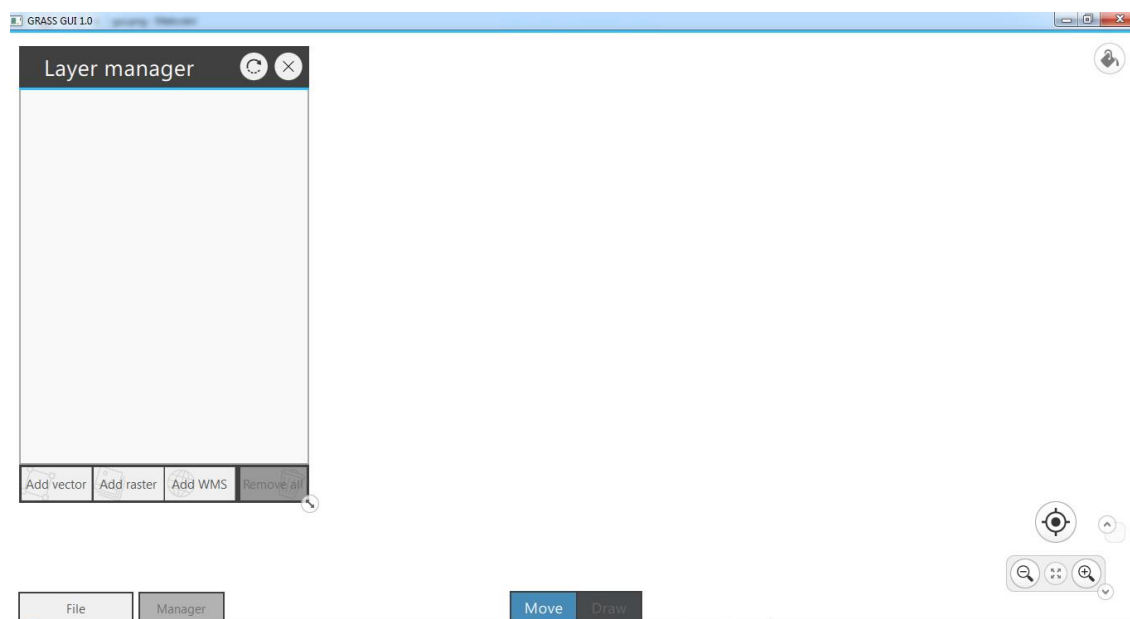 GRASS GUI 1.0
Layer manager
Add vector Add raster Add WMS Remove all
File Manager Move Draw